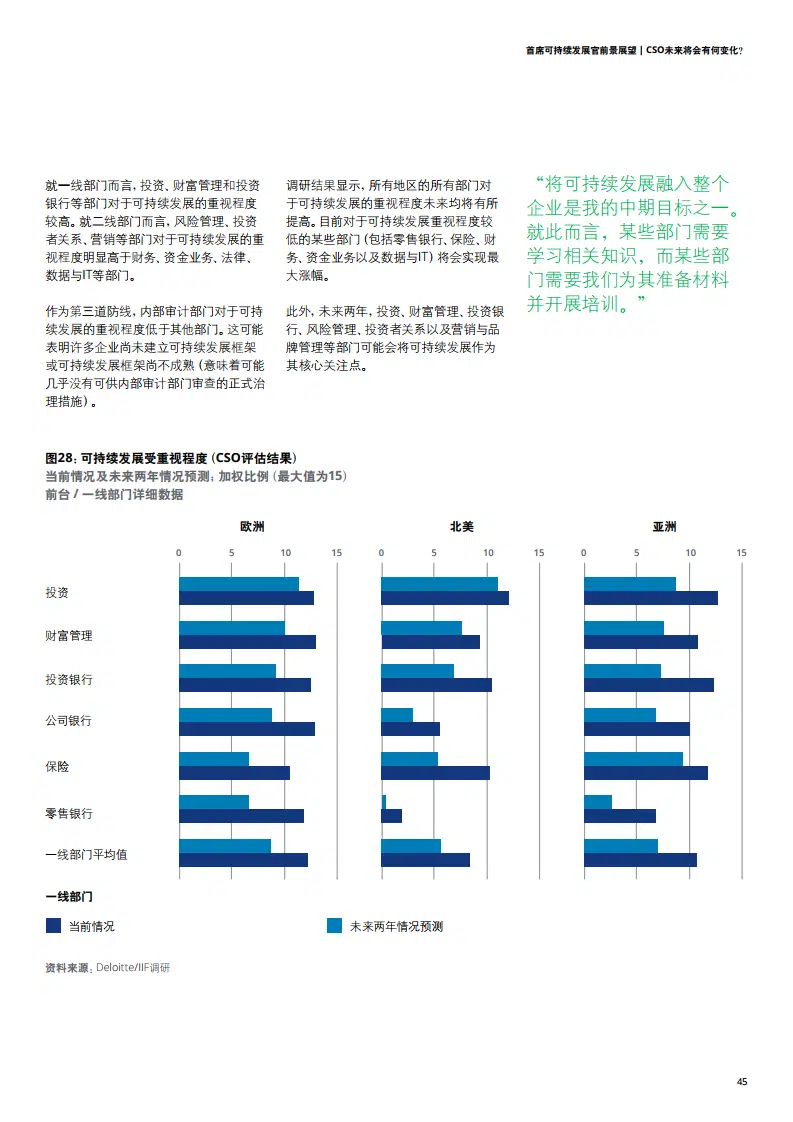 首席可持续发展官前景展望 | CSO未来将会有何变化?
就一线部门而言，投资、财富管理和投资
银行等部门对于可持续发展的重视程度
较高。就二线部门而言，风险管理、投资
者关系、营销等部门对于可持续发展的重
视程度明显高于财务、资金业务、法律、
数据与IT等部门。
作为第三道防线，内部审计部门对于可持
续发展的重视程度低于其他部门。这可能
表明许多企业尚未建立可持续发展框架
或可持续发展框架尚不成熟（意味着可能
几乎没有可供内部审计部门审查的正式治
理措施）。
调研结果显示，所有地区的所有部门对
于可持续发展的重视程度未来均将有所
提高。目前对于可持续发展重视程度较
低的某些部门（包括零售银行、保险、财
务、资金业务以及数据与IT）将会实现最
大涨幅。
此外，未来两年，投资、财富管理、投资银
行、风险管理、投资者关系以及营销与品
牌管理等部门可能会将可持续发展作为
其核心关注点。
“将可持续发展融入整个
企业是我的中期目标之一。
就此而言，某些部门需要
学习相关知识，而某些部
门需要我们为其准备材料
并开展培训。”
图28：可持续发展受重视程度（CSO评估结果）
当前情况及未来两年情况预测；加权比例（最大值为15）
前台 / 一线部门详细数据
欧洲 北美 亚洲
0 5 10 15 0 5 10 15 0 5 10 15
投资
财富管理
投资银行
公司银行
保险
零售银行
一线部门平均值
一线部门
当前情况 未来两年情况预测
资料来源：Deloitte/IIF调研
45